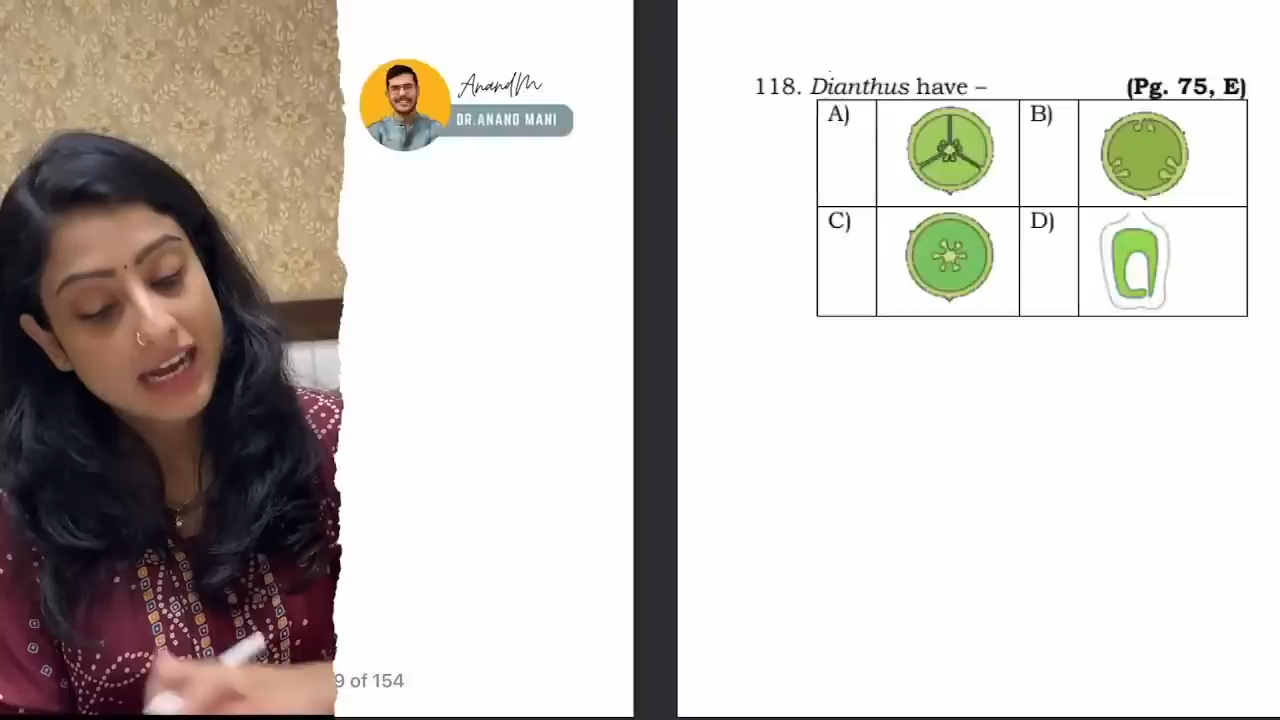 AnandM
DR.ANAND MANI
118. Dianthus have – (Pg. 75, E)
A)
B)
C)
D)
9 of 154